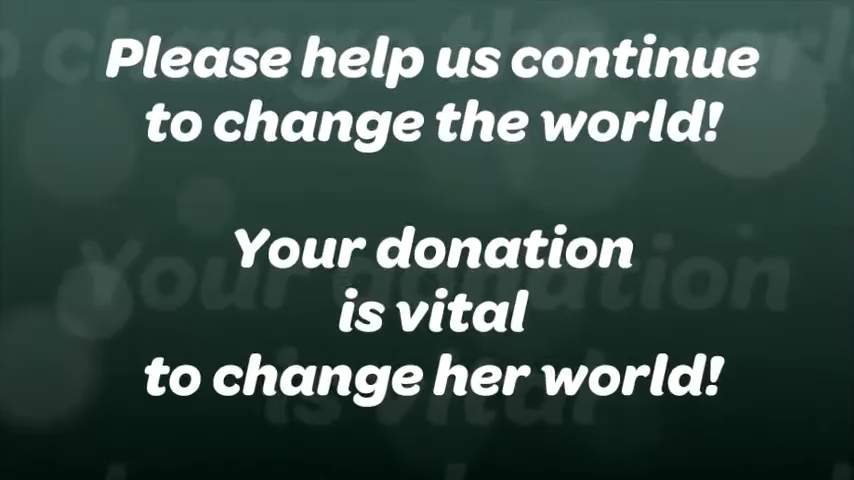 Please help us continue
to change the world!
Your donation
is vital
to change her world!